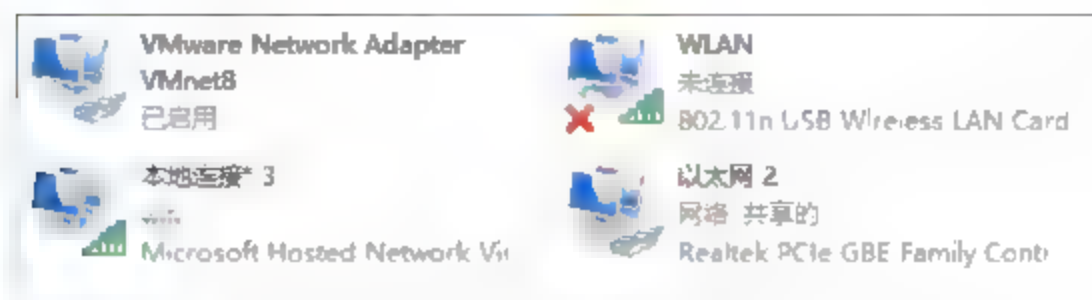 VMware Network Adapter
VMnet8
已启用
WLAN
未连接
802.11n USB Wireless LAN Card
本地连接* 3
Microsoft Hosted Network Vir
以太网 2
网络 共享的
Realtek PCIe GBE Family Contr